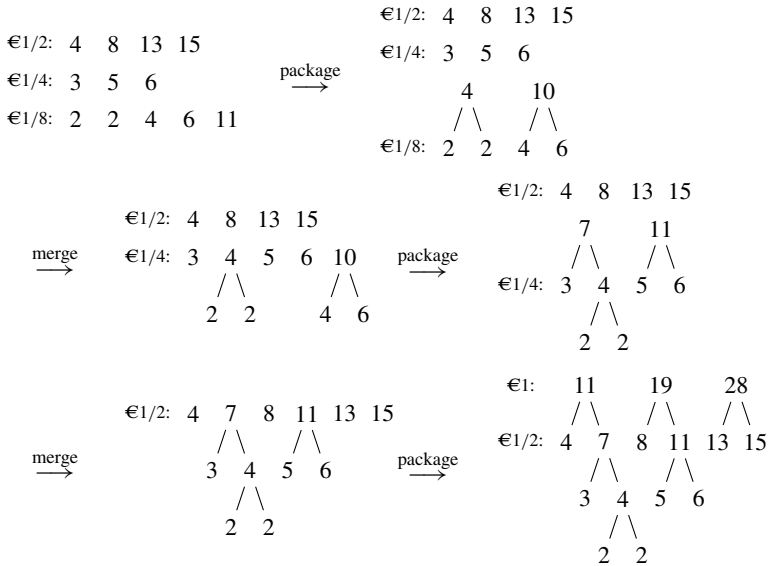 €1/2: 4 8 13 15
€1/4: 3 5 6
€1/8: 2 2 4 6 11
package
€1/2: 4 8 13 15
€1/4: 3 5 6
4 10
€1/8: 2 2 4 6
merge
€1/2: 4 8 13 15
€1/4: 3 4 5 6 10
2 2 4 6
package
€1/2: 4 8 13 15
7 11
€1/4: 3 4 5 6
2 2
merge
€1/2: 4 7 8 11 13 15
3 4 5 6
2 2
package
€1: 11 19 28
€1/2: 4 7 8 11 13 15
3 4 5 6
2 2